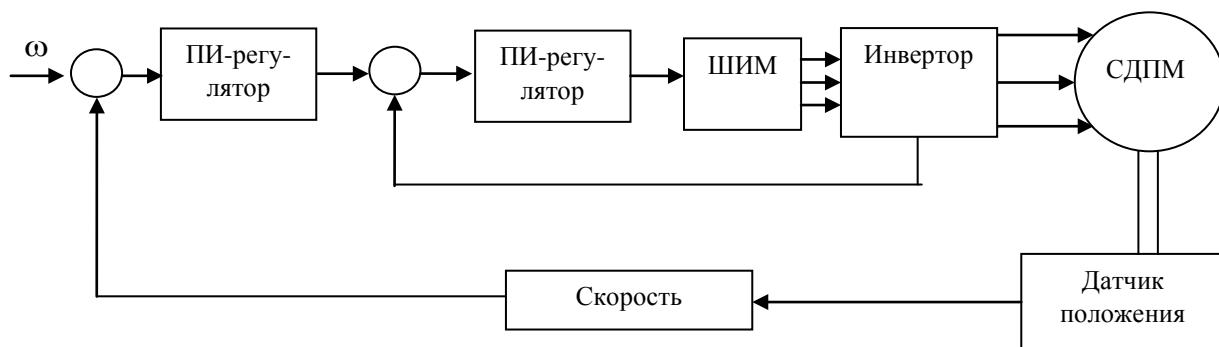 ω
ПИ-регу-
лятор
ПИ-регу-
лятор
ШИМ
Инвертор
СДПМ
Скорость
Датчик
положения